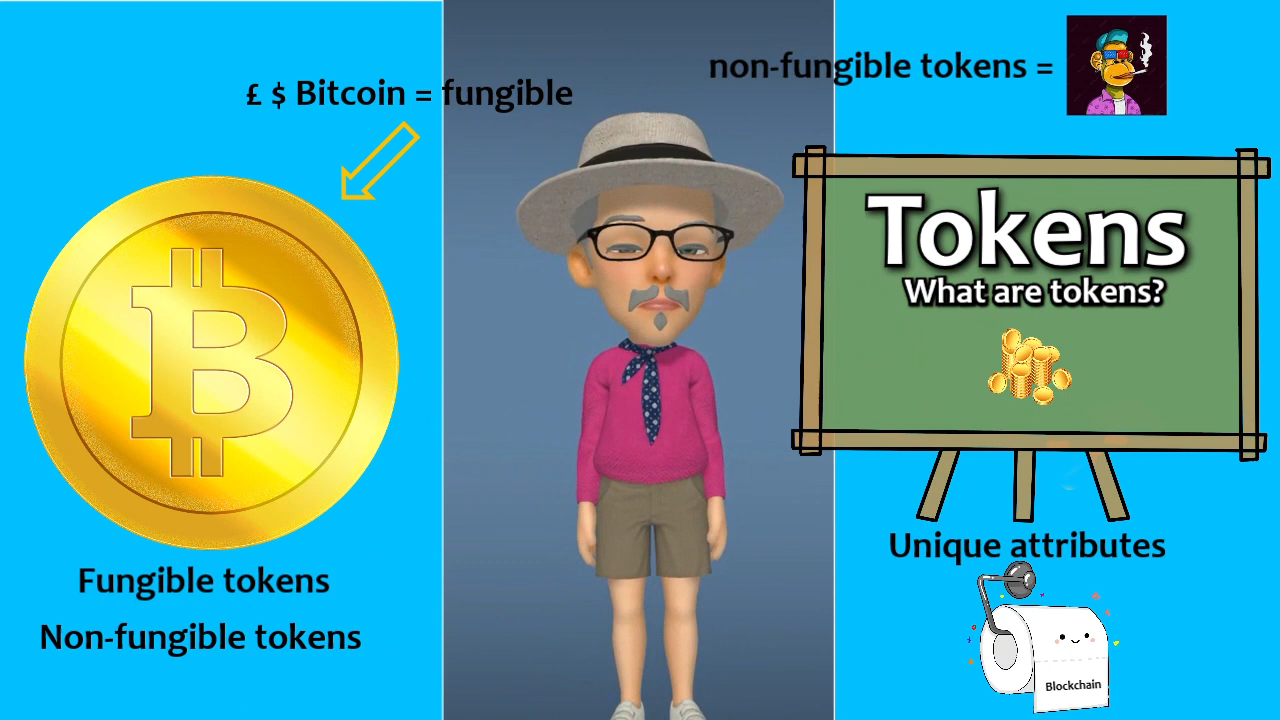 £ $ Bitcoin = fungible
non-fungible tokens =
Tokens
What are tokens?
Fungible tokens
Non-fungible tokens
Unique attributes
Blockchain